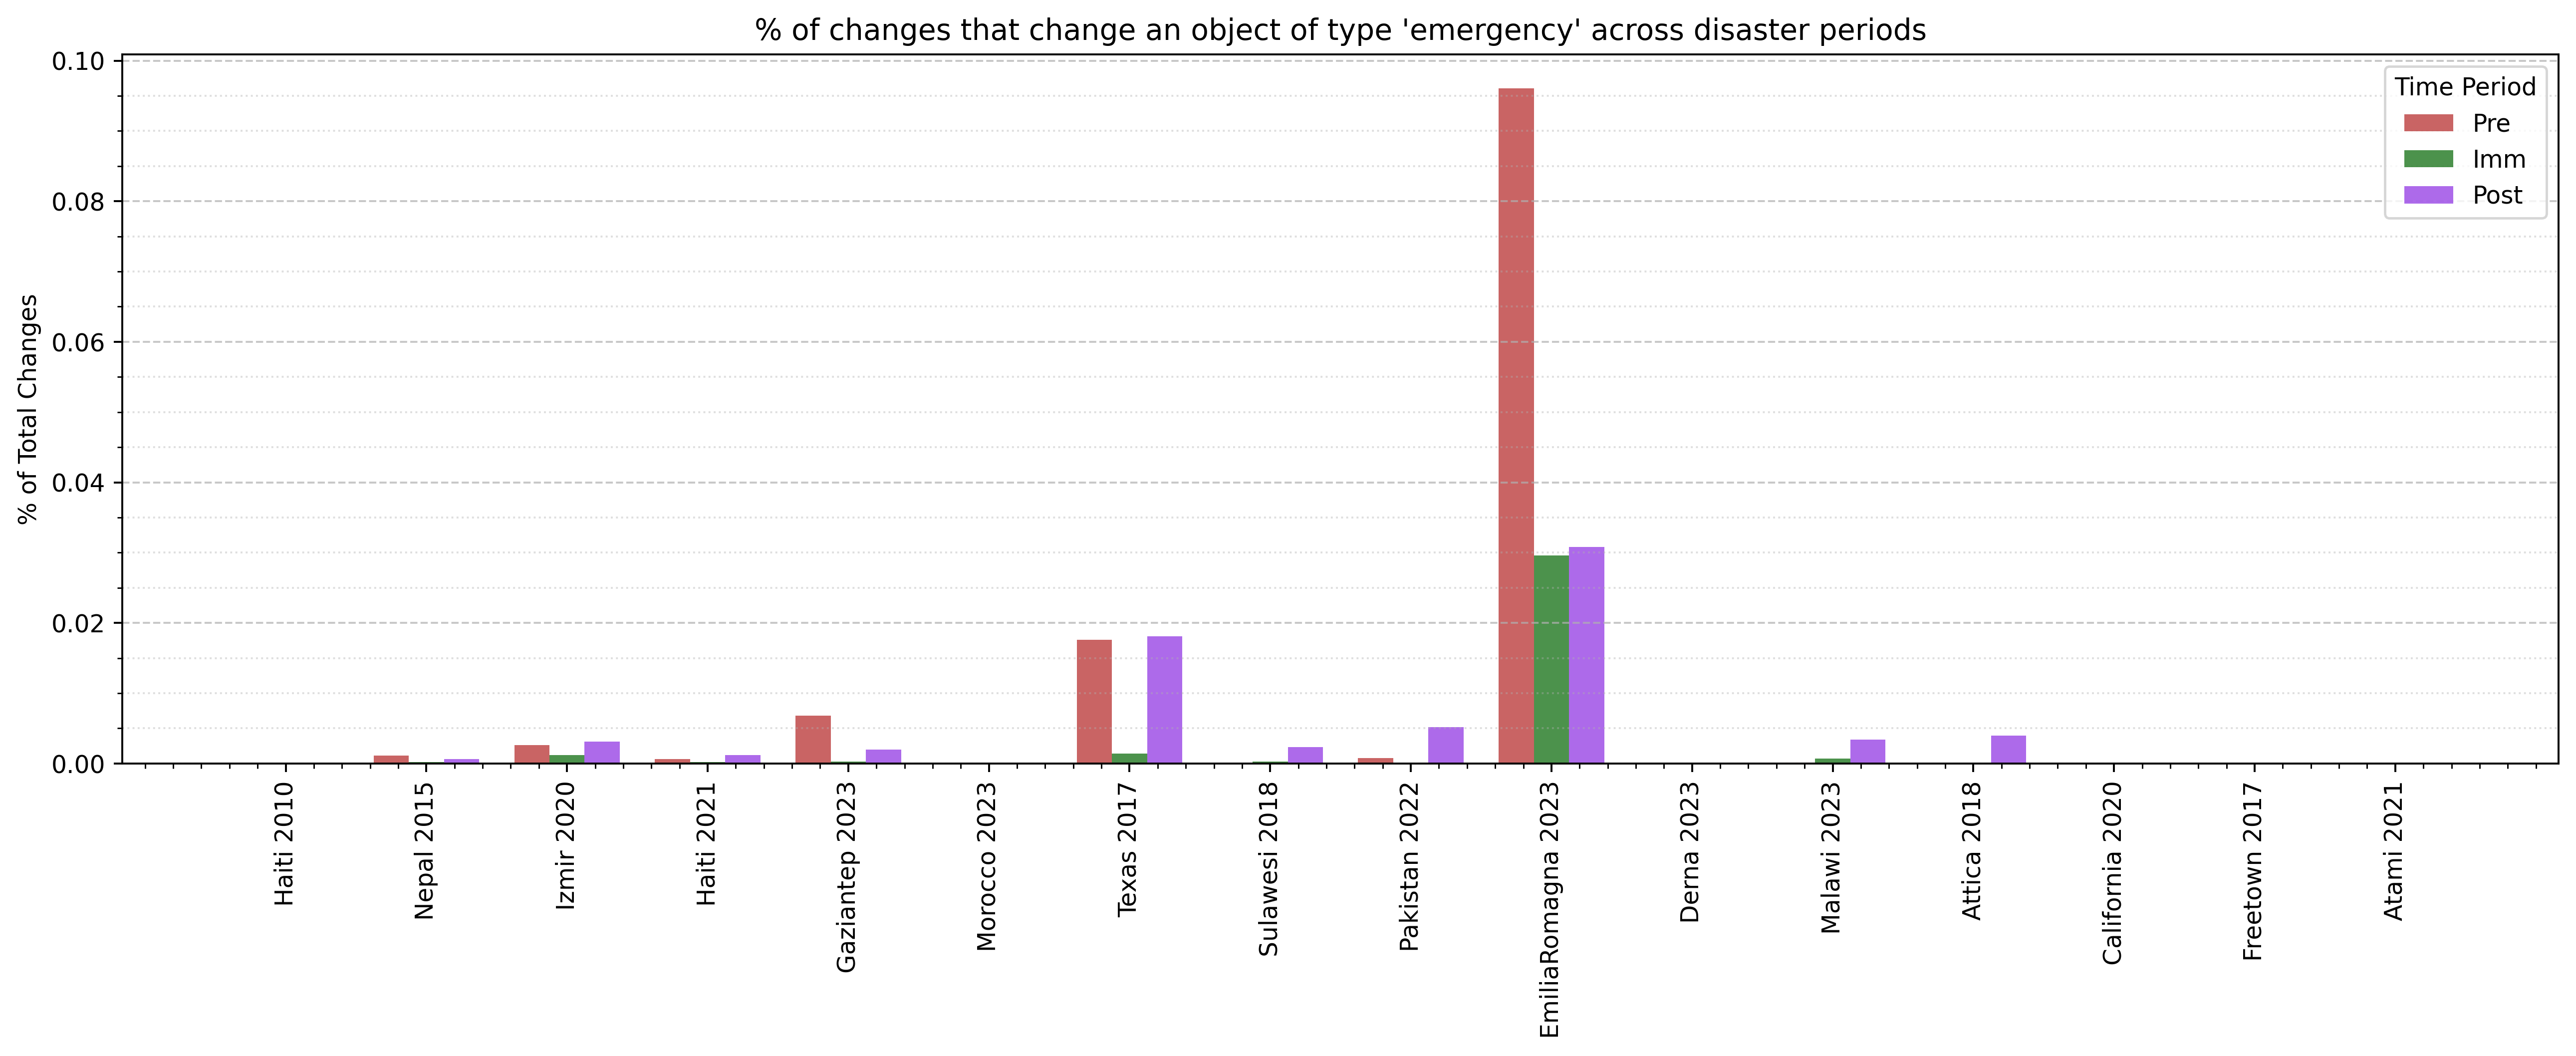 % of changes that change an object of type 'emergency' across disaster periods
% of Total Changes
0.10
0.08
0.06
0.04
0.02
0.00
Time Period
Pre
Imm
Post
Haiti 2010
Nepal 2015
Izmir 2020
Haiti 2021
Gaziantep 2023
Morocco 2023
Texas 2017
Sulawesi 2018
Pakistan 2022
EmiliaRomagna 2023
Derna 2023
Malawi 2023
Attica 2018
California 2020
Freetown 2017
Atami 2021